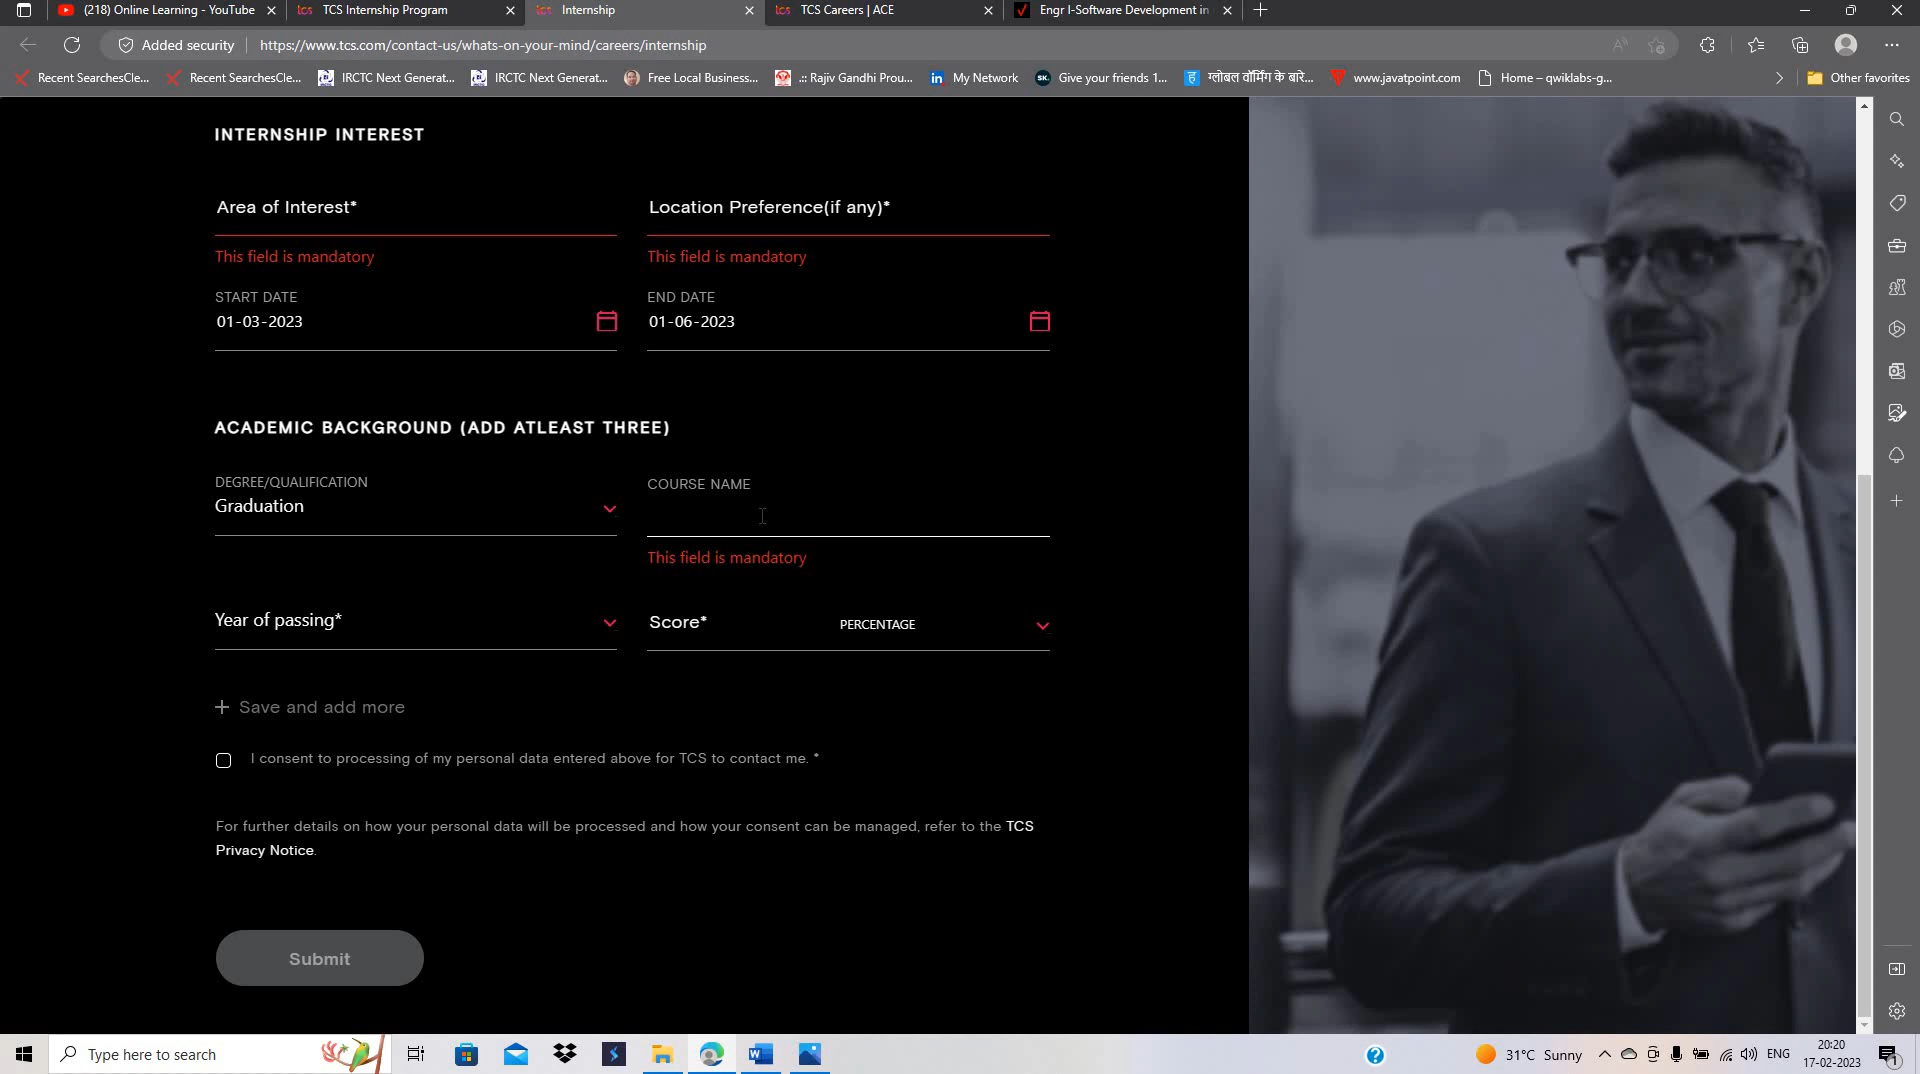 (218) Online Learning - YouTube
TCS Internship Program
Internship
TCS Careers | ACE
Engr I-Software Development in
Added security
https://www.tcs.com/contact-us/whats-on-your-mind/careers/internship
Recent SearchesCle...
Recent SearchesCle...
IRCTC Next Generat...
IRCTC Next Generat...
Free Local Business...
.:: Rajiv Gandhi Prou...
in My Network
SK. Give your friends 1...
हि ग्लोबल वॉर्मिंग के बारे...
www.javatpoint.com
Home – qwiklabs-g...
Other favorites
INTERNSHIP INTEREST
Area of Interest*
Location Preference(if any)*
This field is mandatory
This field is mandatory
START DATE
END DATE
01-03-2023
01-06-2023
ACADEMIC BACKGROUND (ADD ATLEAST THREE)
DEGREE/QUALIFICATION
COURSE NAME
Graduation
This field is mandatory
Year of passing*
Score*
PERCENTAGE
+ Save and add more
I consent to processing of my personal data entered above for TCS to contact me. *
For further details on how your personal data will be processed and how your consent can be managed, refer to the TCS
Privacy Notice.
Submit
Type here to search
31°C Sunny
ENG
20:20
17-02-2023
1